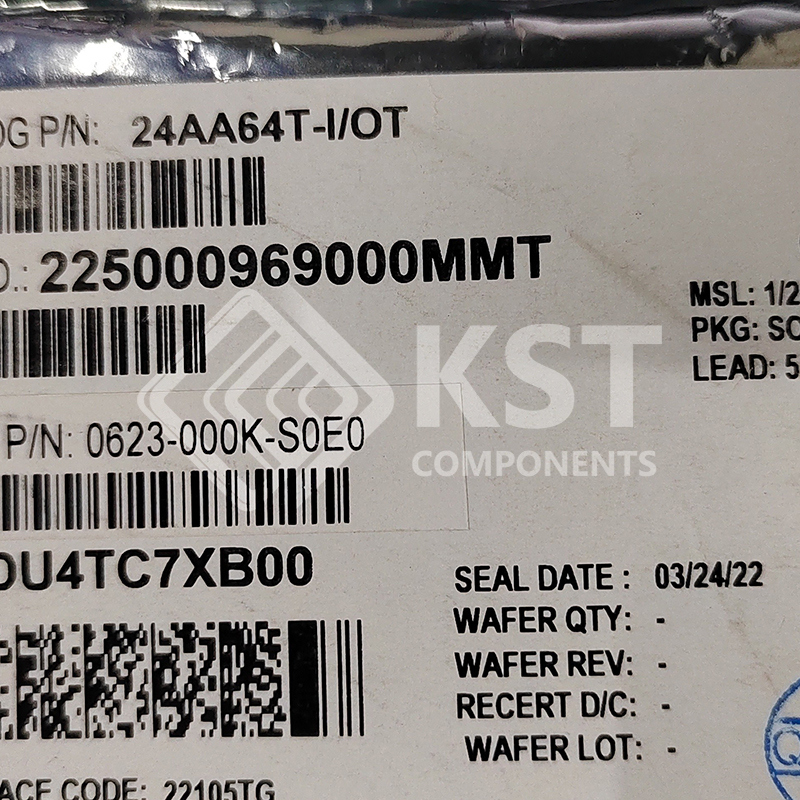 OG P/N: 24AA64T-I/OT
O.: 225000969000MMT
MSL: 1/2
PKG: SO
LEAD: 5
KST
COMPONENTS
P/N: 0623-000K-S0E0
DU4TC7XB00
SEAL DATE : 03/24/22
WAFER QTY: -
WAFER REV: -
RECERT D/C: -
WAFER LOT: -
ACE CODE: 22105TG